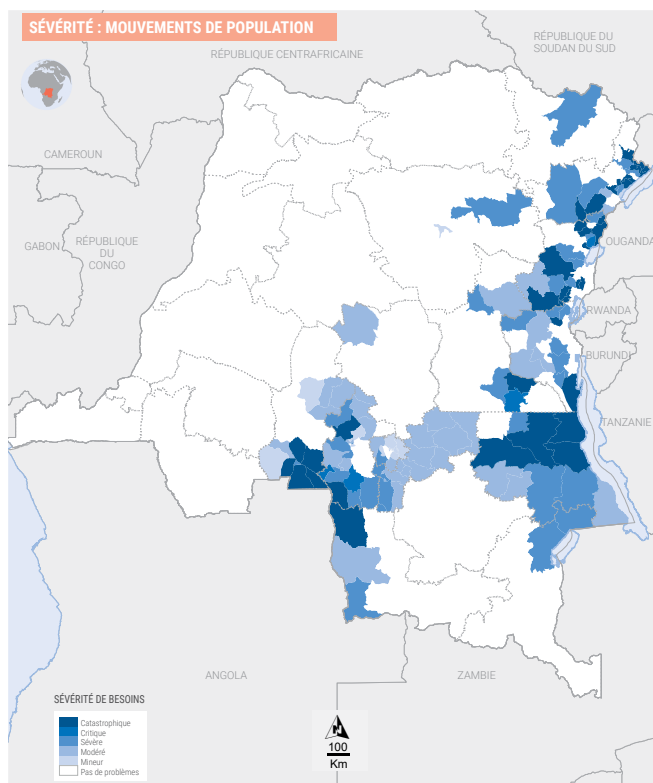 SÉVÉRITÉ : MOUVEMENTS DE POPULATION
RÉPUBLIQUE DU
SOUDAN DU SUD
RÉPUBLIQUE CENTRAFRICAINE
CAMEROUN
GABON
RÉPUBLIQUE
DU
CONGO
OUGANDA
RWANDA
BURUNDI
TANZANIE
ANGOLA
ZAMBIE
SÉVÉRITÉ DE BESOINS
Catastrophique
Critique
Sévère
Modéré
Mineur
Pas de problèmes
100
Km